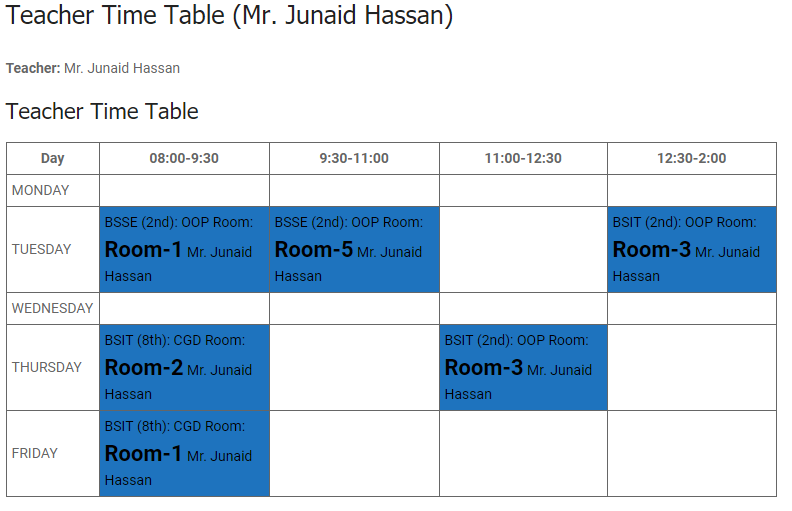 Teacher Time Table (Mr. Junaid Hassan)
Teacher: Mr. Junaid Hassan
Teacher Time Table
Day 08:00-9:30 9:30-11:00 11:00-12:30 12:30-2:00
MONDAY
TUESDAY
BSSE (2nd): OOP Room:
Room-1 Mr. Junaid
Hassan
BSSE (2nd): OOP Room:
Room-5 Mr. Junaid
Hassan
BSIT (2nd): OOP Room:
Room-3 Mr. Junaid
Hassan
WEDNESDAY
THURSDAY
BSIT (8th): CGD Room:
Room-2 Mr. Junaid
Hassan
BSIT (2nd): OOP Room:
Room-3 Mr. Junaid
Hassan
FRIDAY
BSIT (8th): CGD Room:
Room-1 Mr. Junaid
Hassan